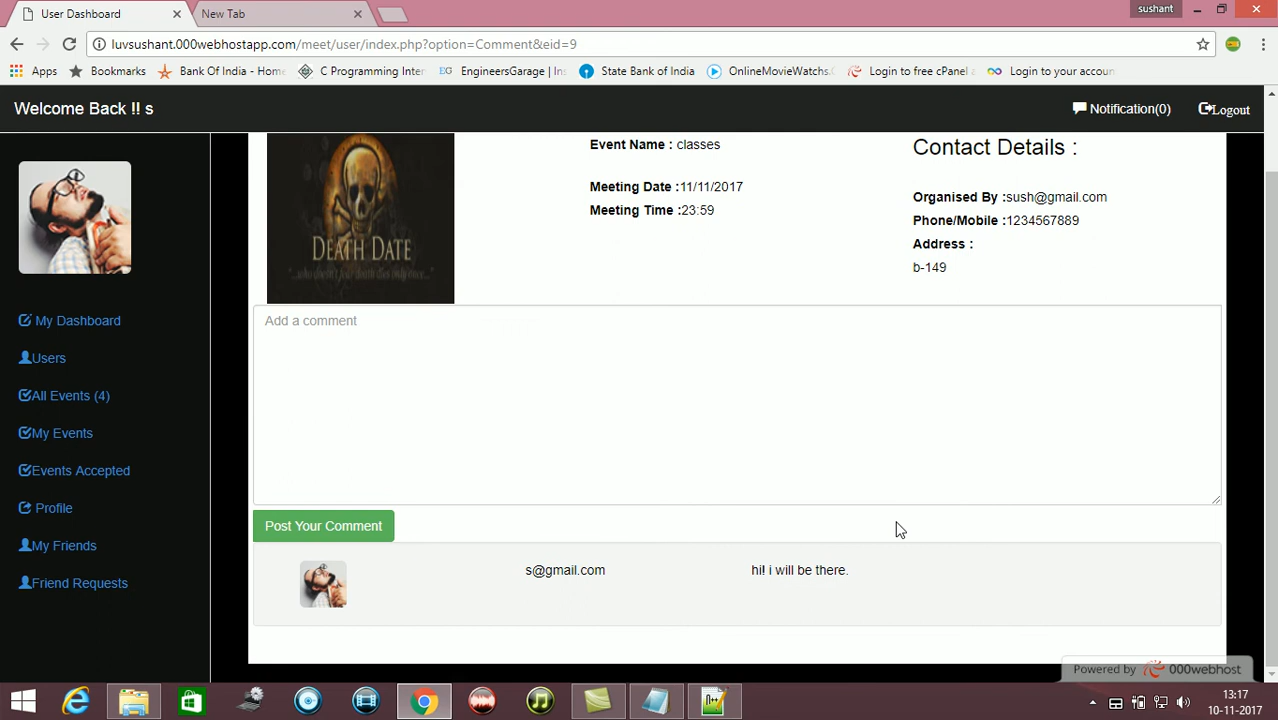 User Dashboard
New Tab
sushant
luvsushant.000webhostapp.com/meet/user/index.php?option=Comment&eid=9
Apps
Bookmarks
Bank Of India - Home
C Programming Inter
EngineersGarage | Ins
State Bank of India
OnlineMovieWatchs.
Login to free cPanel
Login to your accoun
Welcome Back !! s
Notification(0)
Logout
Event Name : classes
Contact Details :
Meeting Date :11/11/2017
Organised By :sush@gmail.com
Meeting Time :23:59
Phone/Mobile :1234567889
Address :
b-149
DEATH DATE
My Dashboard
Users
All Events (4)
My Events
Events Accepted
Profile
My Friends
Friend Requests
Add a comment
Post Your Comment
s@gmail.com
hi! i will be there.
Powered by 000webhost
13:17
10-11-2017